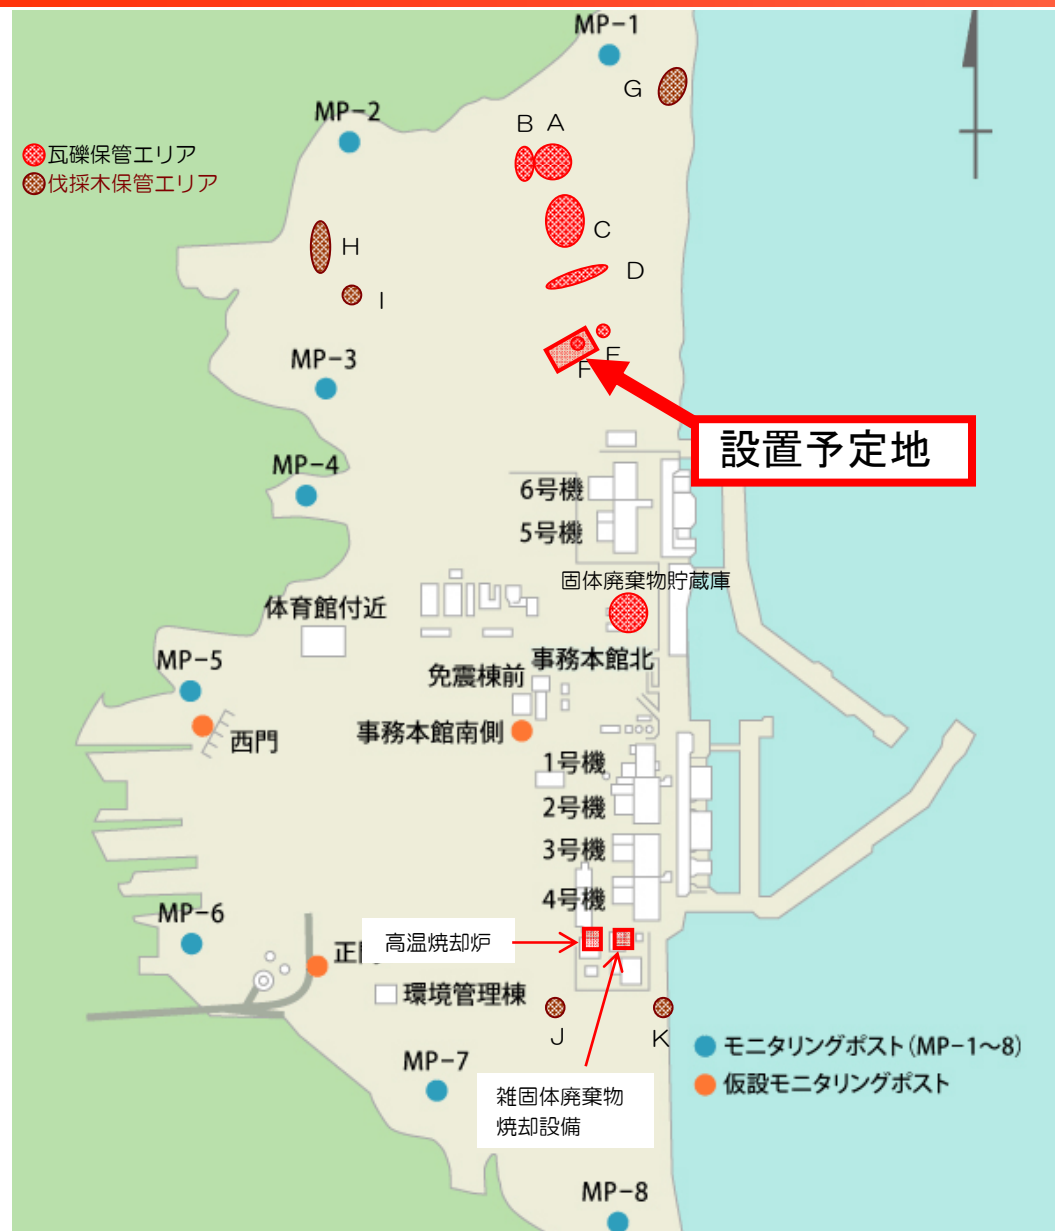 MP-1
G
MP-2
B
A
瓦礫保管エリア
伐採木保管エリア
C
H
D
I
E
F
MP-3
設置予定地
MP-4
6号機
5号機
固体廃棄物貯蔵庫
体育館付近
MP-5
事務本館北
免震棟前
西門
事務本館南側
1号機
2号機
3号機
4号機
MP-6
高温焼却炉
正門
環境管理棟
J
K
モニタリングポスト(MP-1〜8)
MP-7
仮設モニタリングポスト
雑固体廃棄物
焼却設備
MP-8